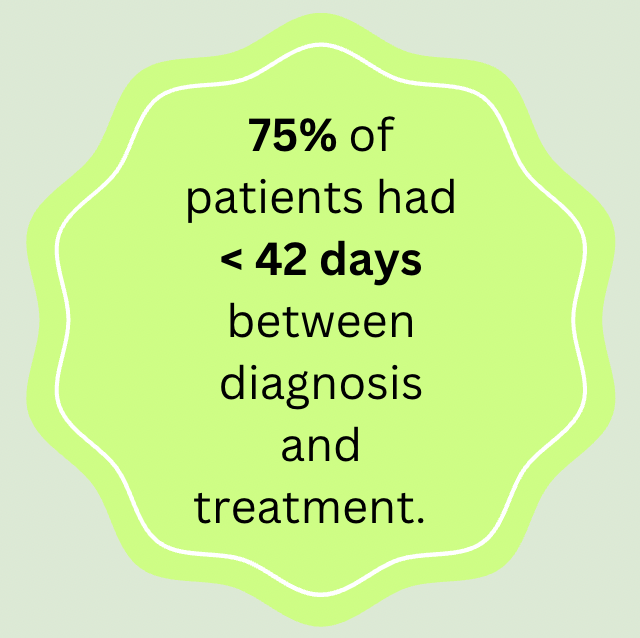 75% of
patients had
< 42 days
between
diagnosis
and
treatment.